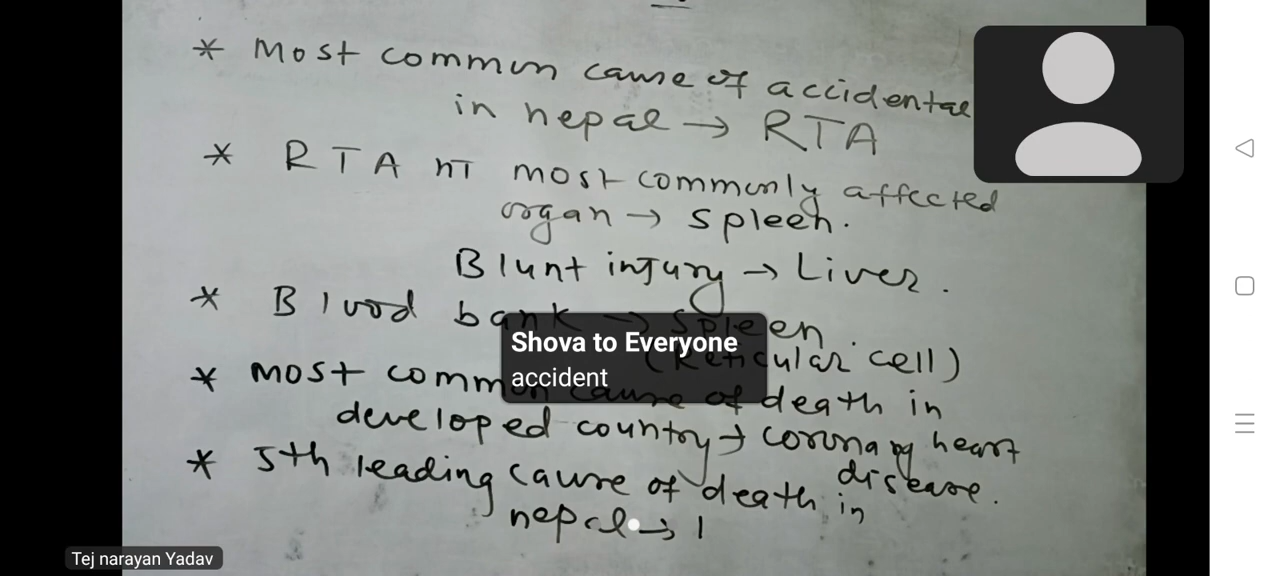 * Most common cause of accidental
in nepal → RTA
* RTA मा most commonly affected
organ → spleen.
Blunt injury → Liver.
* Blood bank → spleen.
(Reticular cell)
* Most common cause of death in
developed country → coronary heart
disease.
* 5th leading cause of death in
nepal → 1
Shova to Everyone
accident
Tej narayan Yadav